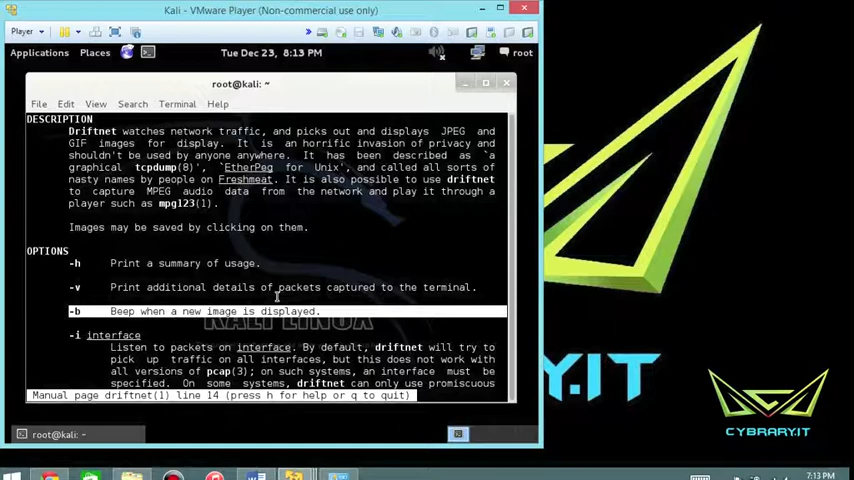 Kali - VMware Player (Non-commercial use only)
Player
Applications Places Tue Dec 23, 8:13 PM root
root@kali: ~
File Edit View Search Terminal Help
DESCRIPTION
Driftnet watches network traffic, and picks out and displays JPEG and
GIF images for display. It is an horrific invasion of privacy and
shouldn't be used by anyone anywhere. It has been described as `a
graphical tcpdump(8)', `EtherPeg for Unix', and called all sorts of
nasty names by people on Freshmeat. It is also possible to use driftnet
to capture MPEG audio data from the network and play it through a
player such as mpg123(1).
Images may be saved by clicking on them.
OPTIONS
-h Print a summary of usage.
-v Print additional details of packets captured to the terminal.
-b Beep when a new image is displayed.
KALI LINUX
-i interface
Listen to packets on interface. By default, driftnet will try to
pick up traffic on all interfaces, but this does not work with
all versions of pcap(3); on such systems, an interface must be
specified. On some systems, driftnet can only use promiscuous
Manual page driftnet(1) line 14 (press h for help or q to quit)
root@kali: ~
Y.IT
CYBRARY.IT
7:13 PM